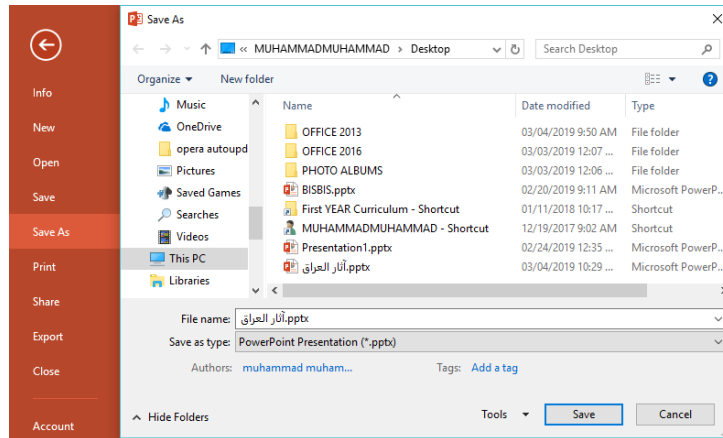 Save As
« MUHAMMADMUHAMMAD > Desktop
Search Desktop
Organize
New folder
Info
New
Open
Save
Save As
Print
Share
Export
Close
Account
Music
OneDrive
opera autoupd
Pictures
Saved Games
Searches
Videos
This PC
Libraries
Name Date modified Type
OFFICE 2013 03/04/2019 9:50 AM File folder
OFFICE 2016 03/03/2019 12:07 ... File folder
PHOTO ALBUMS 03/03/2019 12:06 ... File folder
BISBIS.pptx 02/20/2019 9:11 AM Microsoft PowerP...
First YEAR Curriculum - Shortcut 01/11/2018 10:17 ... Shortcut
MUHAMMADMUHAMMAD - Shortcut 12/19/2017 9:02 AM Shortcut
Presentation1.pptx 02/24/2019 12:35 ... Microsoft PowerP...
آثار العراق.pptx 03/04/2019 10:29 ... Microsoft PowerP...
File name: آثار العراق.pptx
Save as type: PowerPoint Presentation (*.pptx)
Authors: muhammad muham... Tags: Add a tag
Hide Folders
Tools Save Cancel